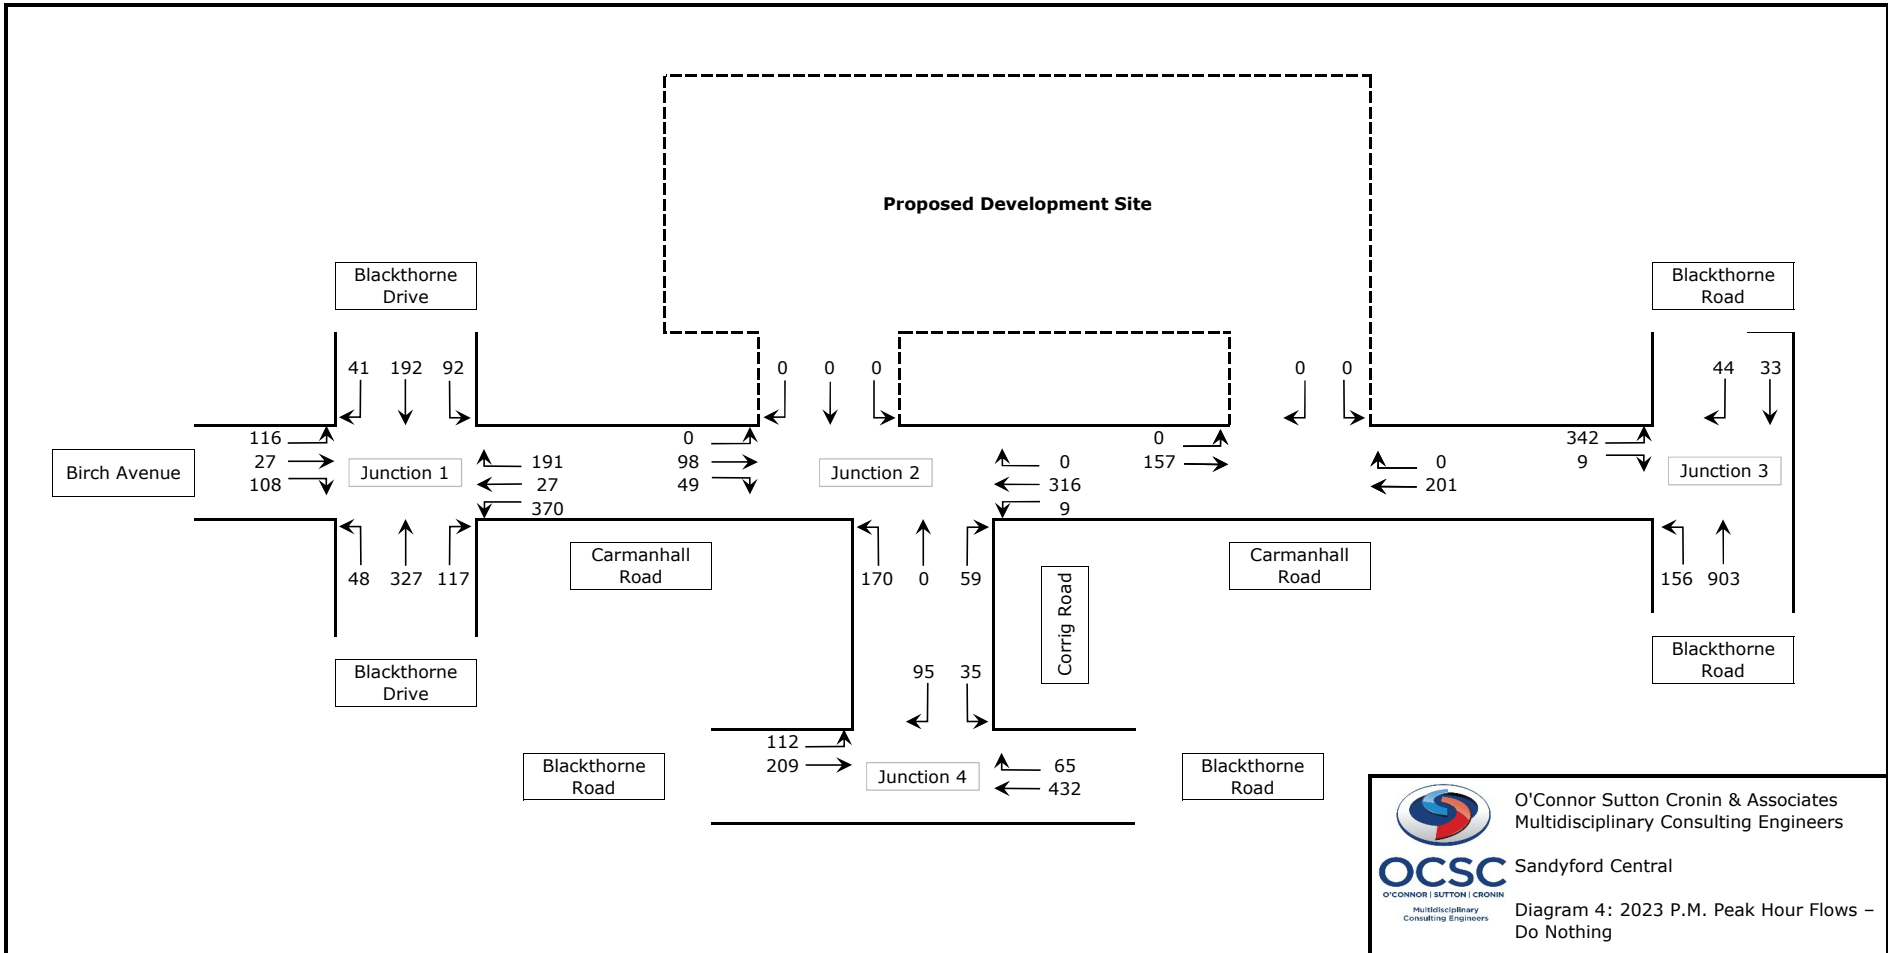 Proposed Development Site
Blackthorne
Drive
Blackthorne
Road
41 192 92
0 0 0
0 0
44 33
116
27
108
Birch Avenue
Junction 1
191
27
370
0
98
49
Junction 2
0
316
9
0
157
0
201
342
9
Junction 3
48 327 117
Carmanhall
Road
170 0 59
Corrig Road
Carmanhall
Road
156 903
Blackthorne
Drive
95 35
Blackthorne
Road
Blackthorne
Road
112
209
Junction 4
65
432
Blackthorne
Road
O'Connor Sutton Cronin & Associates
Multidisciplinary Consulting Engineers
Sandyford Central
Diagram 4: 2023 P.M. Peak Hour Flows –
Do Nothing
OCSC
O'CONNOR | SUTTON | CRONIN
Multidisciplinary
Consulting Engineers